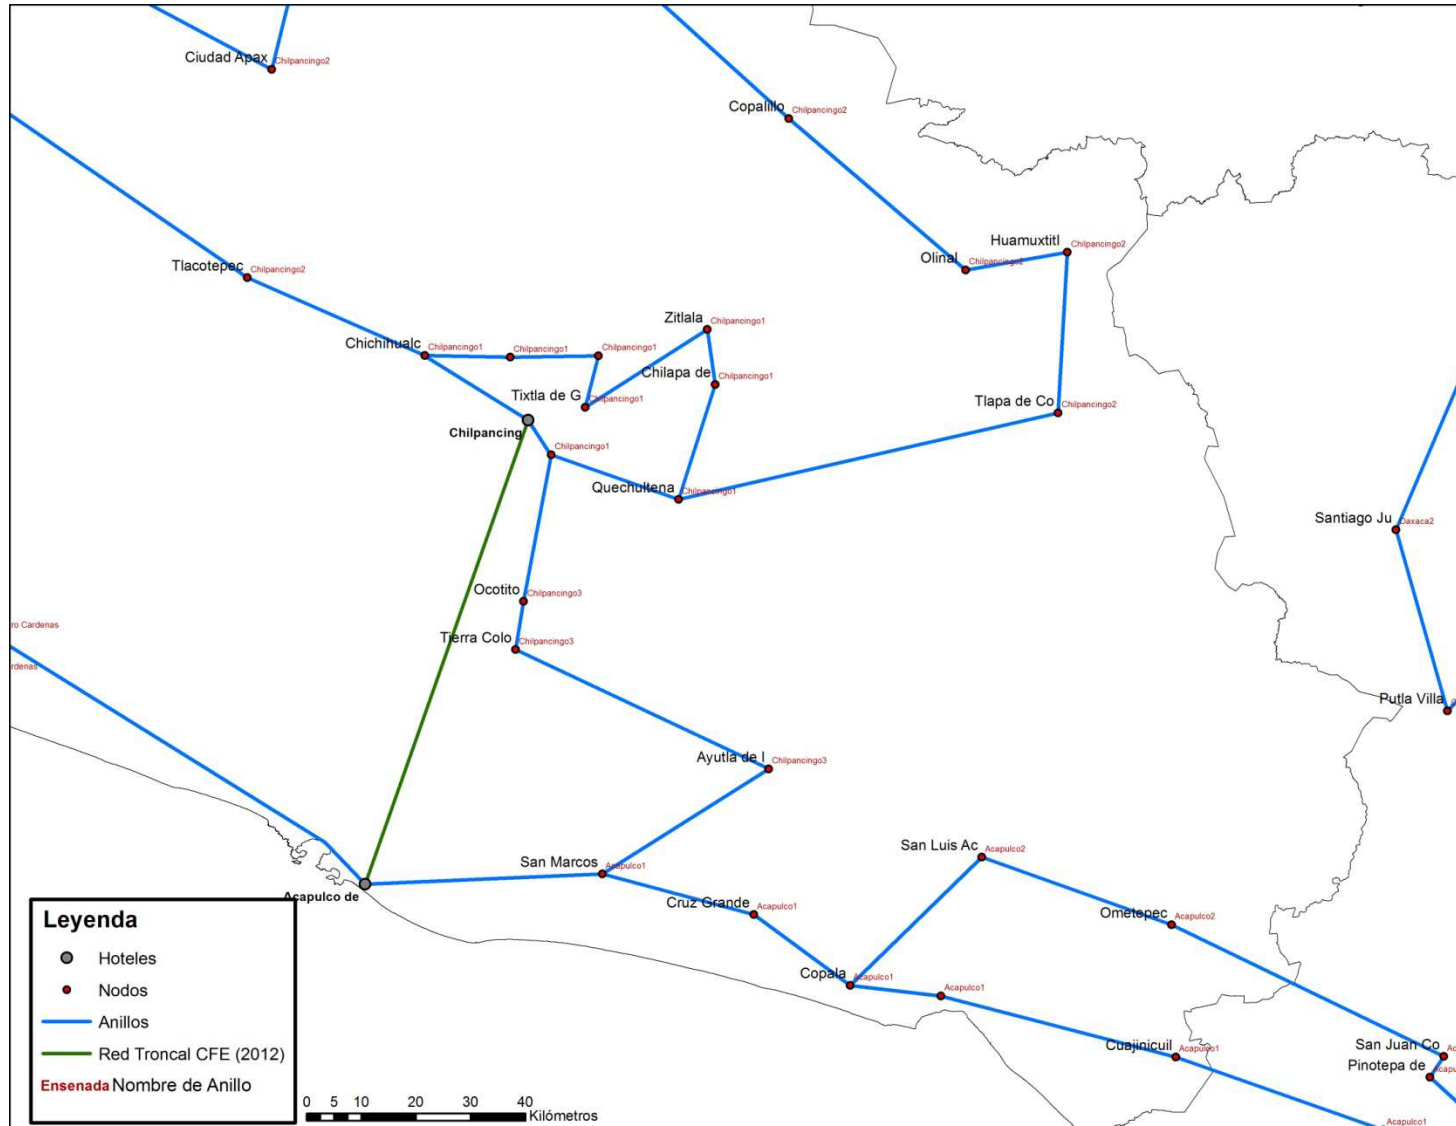 Ciudad Apax Chilpancingo2
Copalillo Chilpancingo2
Huamuxtitl Chilpancingo2
Olinal Chilpancingo2
Tlacotepec Chilpancingo2
Zitlala Chilpancingo1
Chichihualc Chilpancingo1
Chilpancingo1
Chilpancingo1
Chilapa de Chilpancingo1
Tixtla de G Chilpancingo1
Tlapa de Co Chilpancingo2
Chilpancing
Chilpancingo1
Quechultena Chilpancingo1
Santiago Ju Oaxaca2
Ocotito Chilpancingo3
ro Cardenas
Tierra Colo Chilpancingo3
rdenas
Putla Villa
Ayutla de l Chilpancingo3
San Luis Ac Acapulco2
San Marcos Acapulco1
Acapulco de
Cruz Grande Acapulco1
Ometepec Acapulco2
Copala Acapulco1
Acapulco1
Cuajinicuil Acapulco1
San Juan Co Ac
Pinotepa de Acapu
Acapulco1
Leyenda
Hoteles
Nodos
Anillos
Red Troncal CFE (2012)
Ensenada Nombre de Anillo
0 5 10 20 30 40
Kilómetros